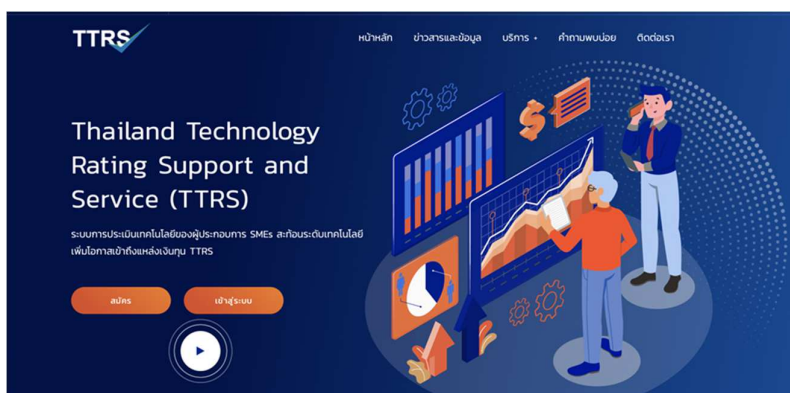 TTRS
หน้าหลัก ข่าวสารและข้อมูล บริการ + คำถามพบบ่อย ติดต่อเรา
Thailand Technology
Rating Support and
Service (TTRS)
ระบบการประเมินเทคโนโลยีของผู้ประกอบการ SMEs สะท้อนระดับเทคโนโลยี
เพิ่มโอกาสเข้าถึงแหล่งเงินทุน TTRS
สมัคร เข้าสู่ระบบ